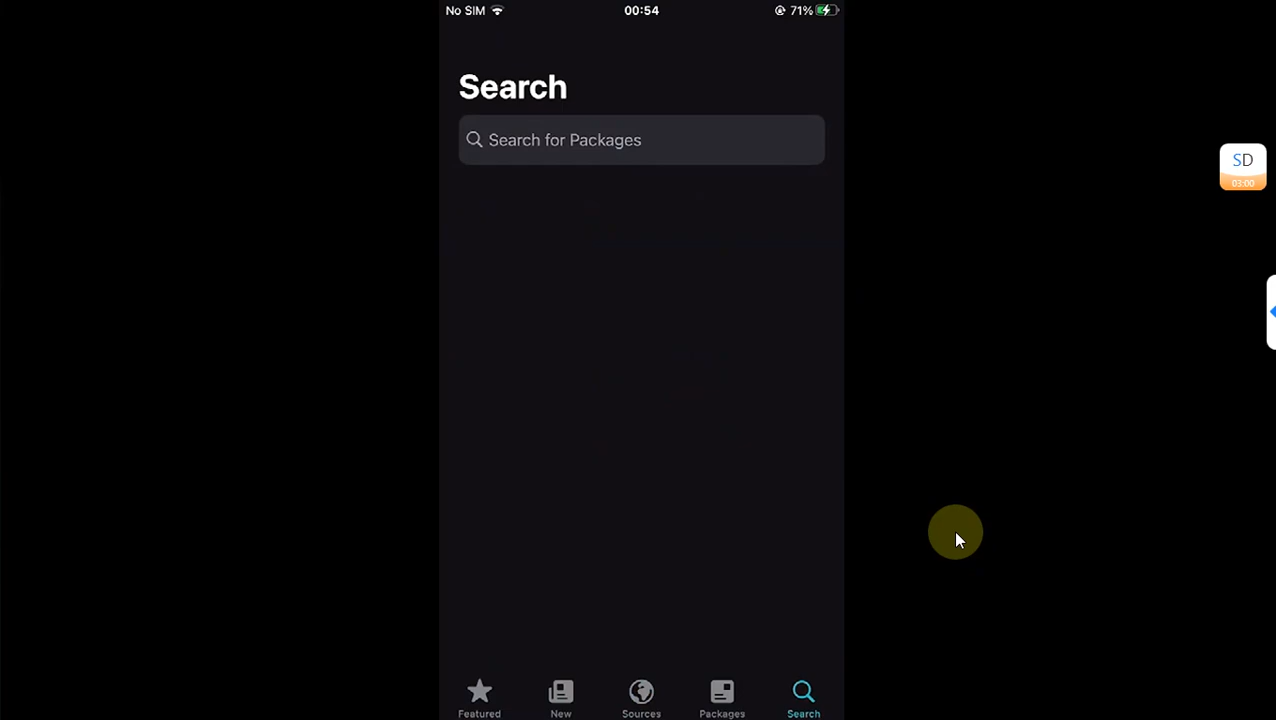 No SIM 00:54 71%
Search
Search for Packages
SD
03:00
Featured New Sources Packages Search